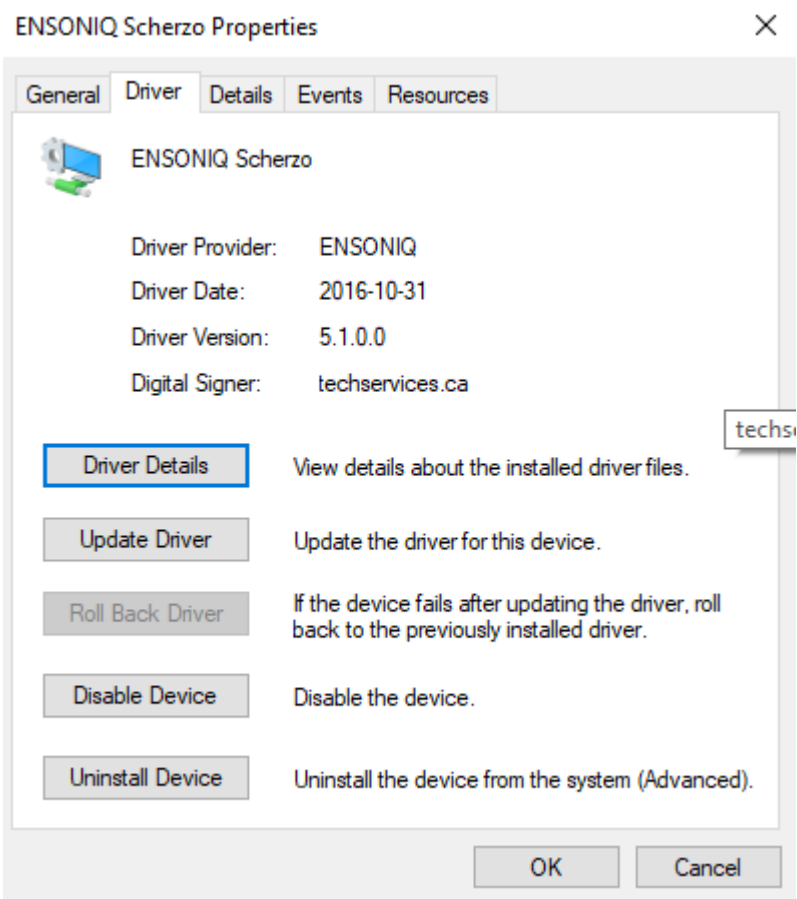 ENSONIQ Scherzo Properties
General Driver Details Events Resources
ENSONIQ Scherzo
Driver Provider: ENSONIQ
Driver Date: 2016-10-31
Driver Version: 5.1.0.0
Digital Signer: techservices.ca
techs
Driver Details View details about the installed driver files.
Update Driver Update the driver for this device.
Roll Back Driver If the device fails after updating the driver, roll
back to the previously installed driver.
Disable Device Disable the device.
Uninstall Device Uninstall the device from the system (Advanced).
OK Cancel